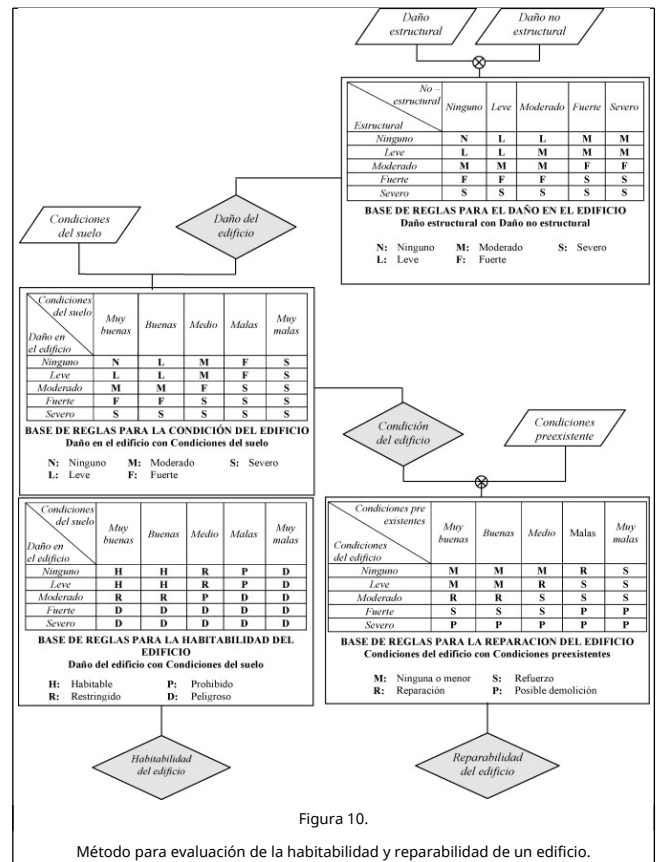 Daño
estructural
Daño no
estructural
No –
estructural
Estructural
Ninguno Leve Moderado Fuerte Severo
Ninguno N L L M M
Leve L L M M M
Moderado M M M F F
Fuerte F F F S S
Severo S S S S S
BASE DE REGLAS PARA EL DAÑO EN EL EDIFICIO
Daño estructural con Daño no estructural
N: Ninguno M: Moderado S: Severo
L: Leve F: Fuerte
Condiciones
del suelo
Daño del
edificio
Condiciones
del suelo
Daño en
el edificio
Muy
buenas
Buenas
Medio
Malas
Muy
malas
Ninguno N L M F S
Leve L L M F S
Moderado M M F S S
Fuerte F F S S S
Severo S S S S S
BASE DE REGLAS PARA LA CONDICIÓN DEL EDIFICIO
Daño en el edificio con Condiciones del suelo
N: Ninguno M: Moderado S: Severo
L: Leve F: Fuerte
Condición
del edificio
Condiciones
preexistente
Condiciones
del suelo
Daño en
el edificio
Muy
buenas
Buenas
Medio
Malas
Muy
malas
Ninguno H H R P D
Leve H H R P D
Moderado R R P D D
Fuerte D D D D D
Severo D D D D D
BASE DE REGLAS PARA LA HABITABILIDAD DEL
EDIFICIO
Daño del edificio con Condiciones del suelo
H: Habitable P: Prohibido
R: Restringido D: Peligroso
Condiciones pre
existentes
Condiciones
del edificio
Muy
buenas
Buenas
Medio
Malas
Muy
malas
Ninguno M M M R S
Leve M M R S S
Moderado R R S S S
Fuerte S S S P P
Severo P P P P P
BASE DE REGLAS PARA LA REPARACION DEL EDIFICIO
Condiciones del edificio con Condiciones preexistentes
M: Ninguna o menor S: Refuerzo
R: Reparación P: Posible demolición
Habitabilidad
del edificio
Reparabilidad
del edificio
Figura 10.
Método para evaluación de la habitabilidad y reparabilidad de un edificio.